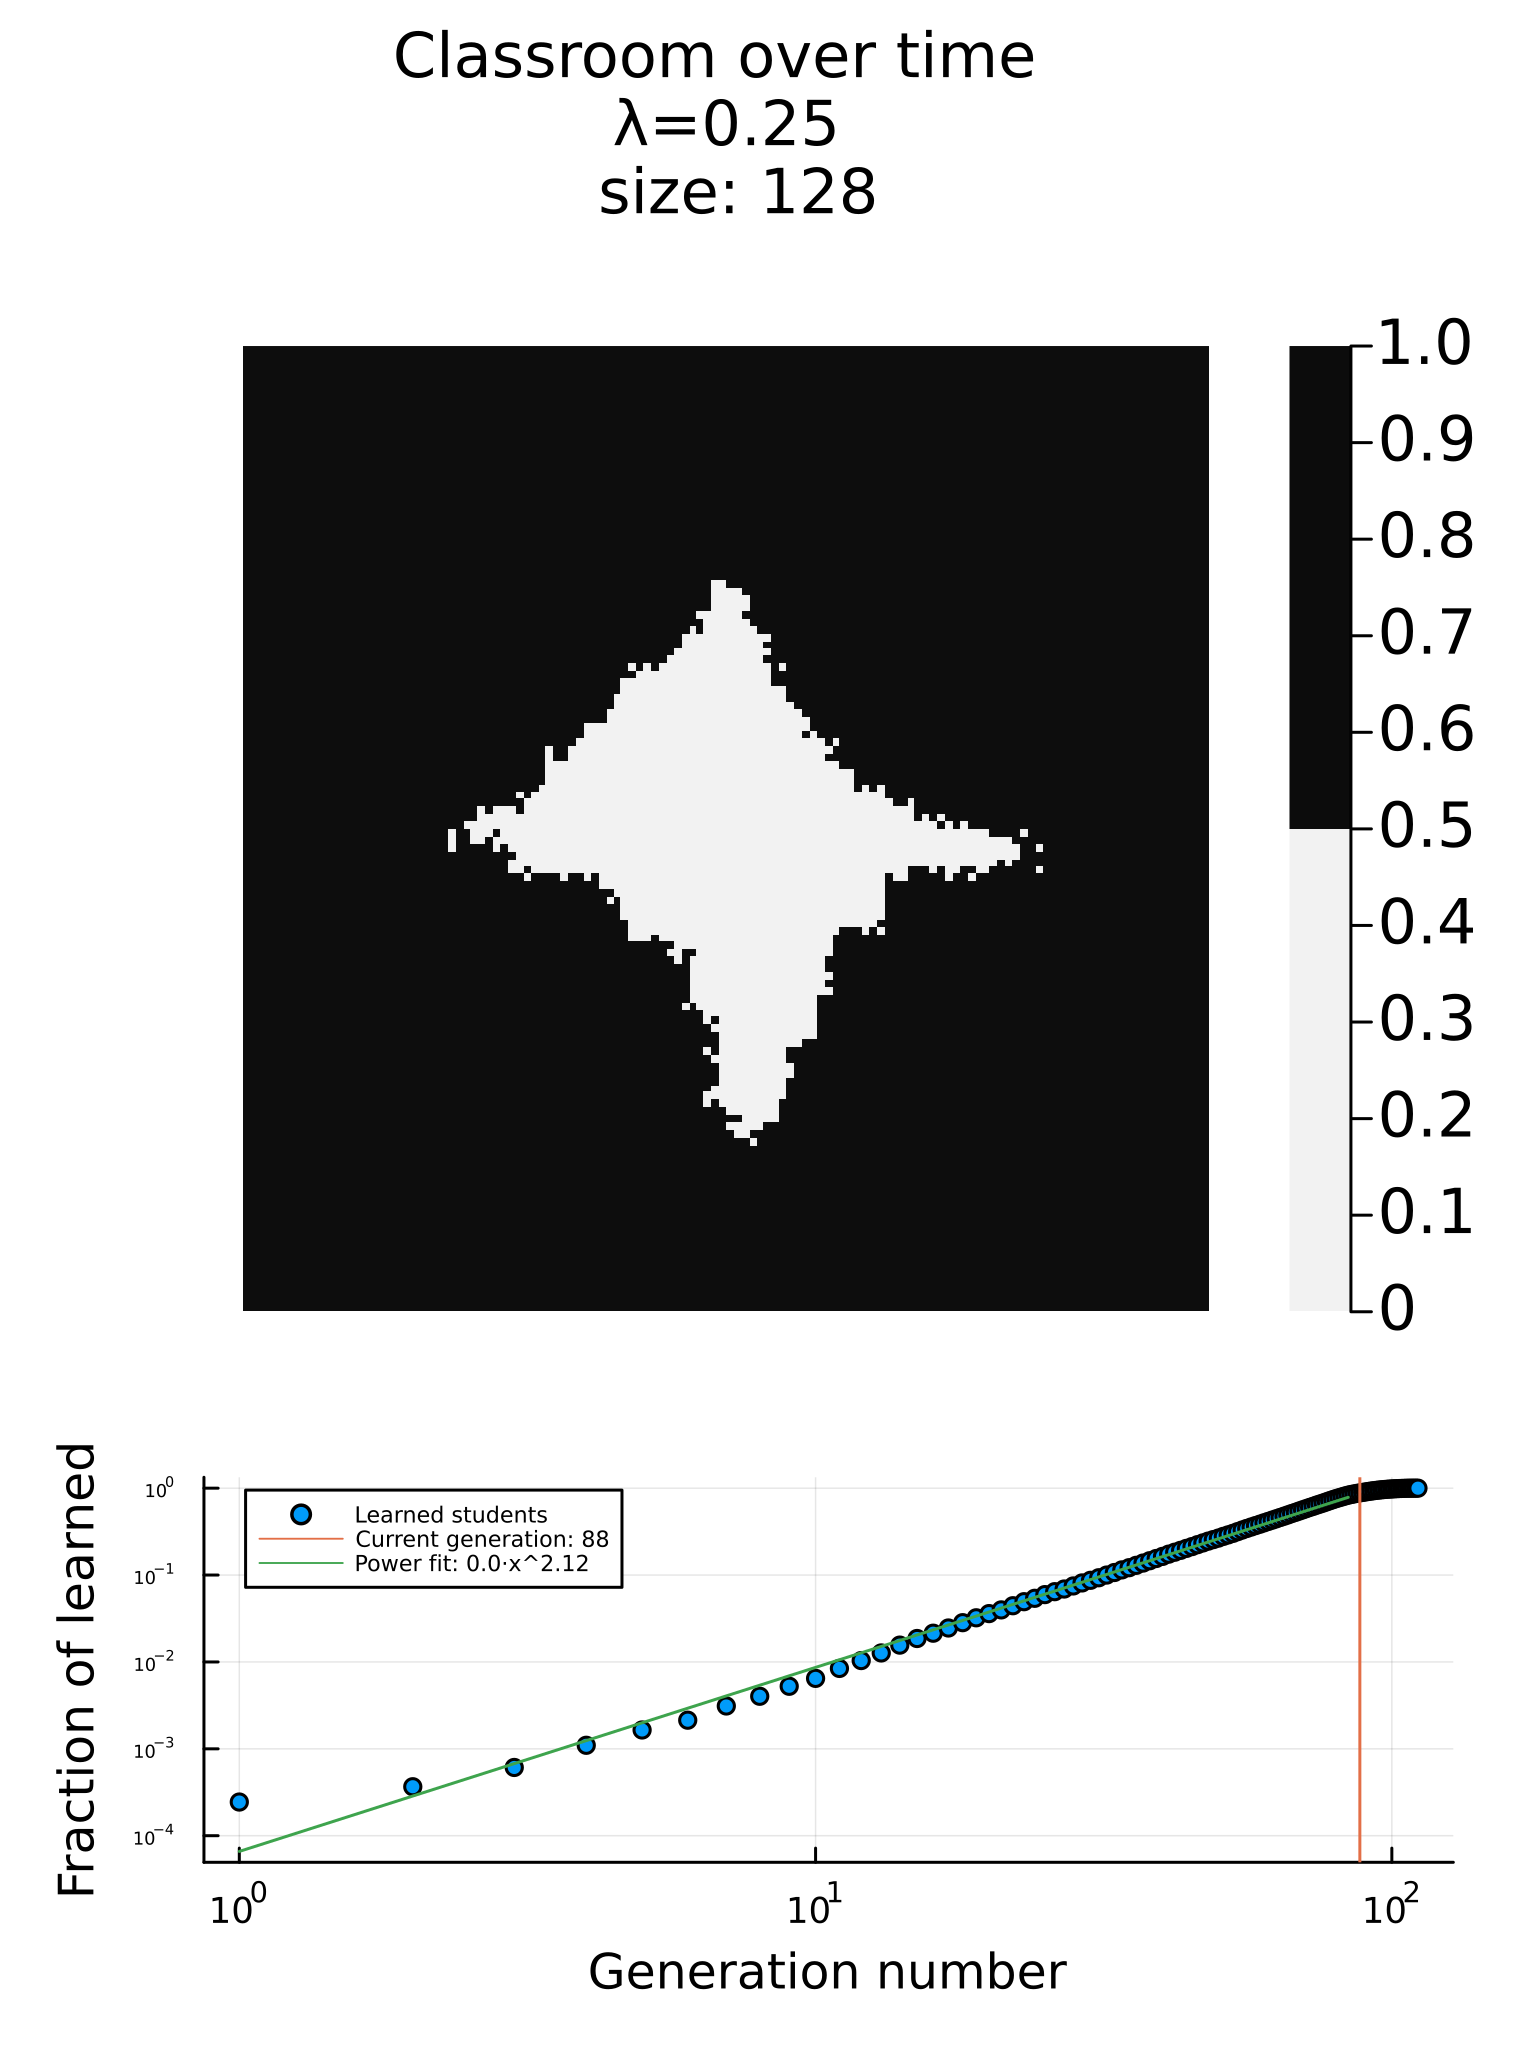 Classroom over time
λ=0.25
size: 128
1.0
0.9
0.8
0.7
0.6
0.5
0.4
0.3
0.2
0.1
0
Fraction of learned
10⁰
10⁻¹
10⁻²
10⁻³
10⁻⁴
Learned students
Current generation: 88
Power fit: 0.0·x^2.12
10⁰ 10¹ 10²
Generation number